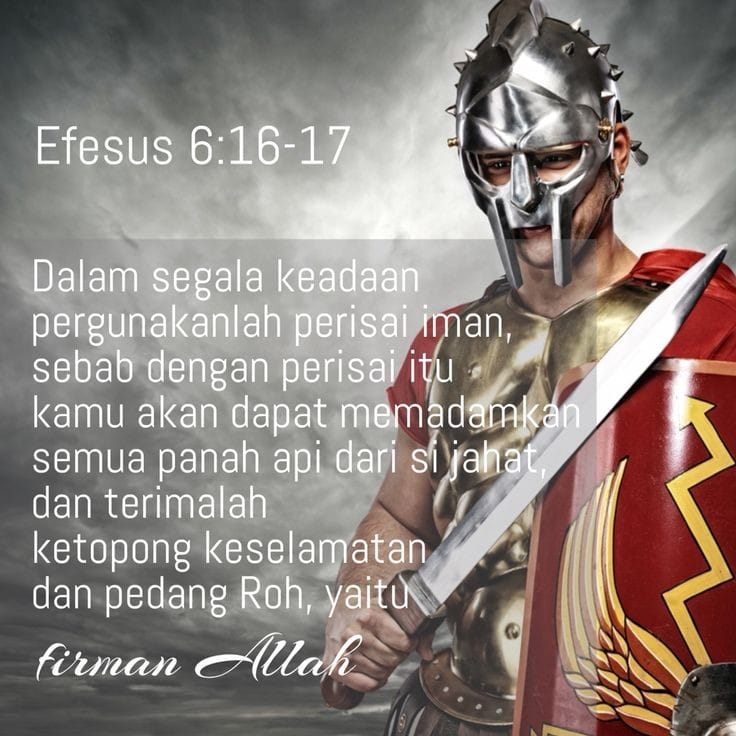 Efesus 6:16-17
Dalam segala keadaan
pergunakanlah perisai iman,
sebab dengan perisai itu
kamu akan dapat memadamkan
semua panah api dari si jahat,
dan terimalah
ketopong keselamatan
dan pedang Roh, yaitu
firman Allah